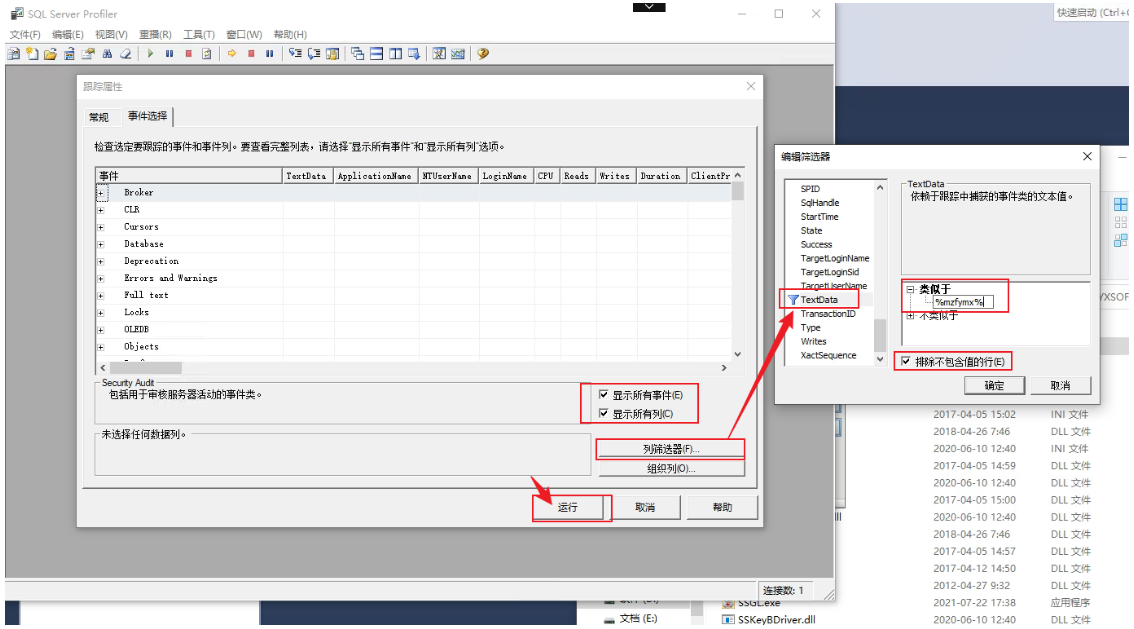 SQL Server Profiler
快速启动 (Ctrl+
文件(F) 编辑(E) 视图(V) 重播(R) 工具(T) 窗口(W) 帮助(H)
跟踪属性
常规 事件选择
检查选定要跟踪的事件和事件列。要查看完整列表，请选择"显示所有事件"和"显示所有列"选项。
事件 TextData ApplicationName NTUserName LoginName CPU Reads Writes Duration ClientPr
Broker
CLR
Cursors
Database
Deprecation
Errors and Warnings
Full text
Locks
OLEDB
Objects
Security Audit
包括用于审核服务器活动的事件类。
显示所有事件(E)
显示所有列(C)
未选择任何数据列。
列筛选器(F)...
组织列(O)...
运行 取消 帮助
连接数: 1
编辑筛选器
SPID
SqlHandle
StartTime
State
Success
TargetLoginName
TargetLoginSid
TargetUserName
TextData
TransactionID
Type
Writes
XactSequence
TextData
依赖于跟踪中捕获的事件类的文本值。
类似于
%mzfymx%
不类似于
排除不包含值的行(E)
确定 取消
YXSOF
2017-04-05 15:02 INI 文件
2018-04-26 7:46 DLL 文件
2020-06-10 12:40 INI 文件
2017-04-05 14:59 DLL 文件
2020-06-10 12:40 DLL 文件
2017-04-05 15:00 DLL 文件
2020-06-10 12:40 DLL 文件
2018-04-26 7:46 DLL 文件
2017-04-05 14:57 DLL 文件
2017-04-12 14:50 DLL 文件
2012-04-27 9:32 DLL 文件
SSGL.exe 2021-07-22 17:38 应用程序
文档 (E:) SSKeyBDriver.dll 2020-06-10 12:40 DLL 文件